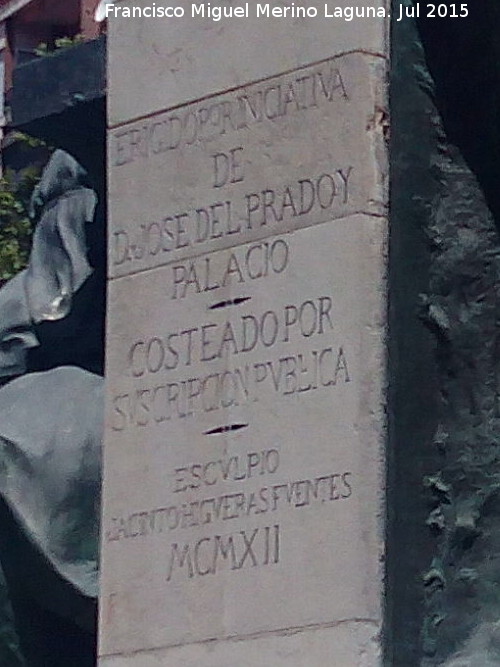 Francisco Miguel Merino Laguna. Jul 2015
ERIGIDO POR INICIATIVA
DE
D. JOSE DEL PRADO Y
PALACIO
COSTEADO POR
SVSCRIPCION PVBLICA
ESCVLPIO
JACINTO HIGVERAS FVENTES
MCMXII